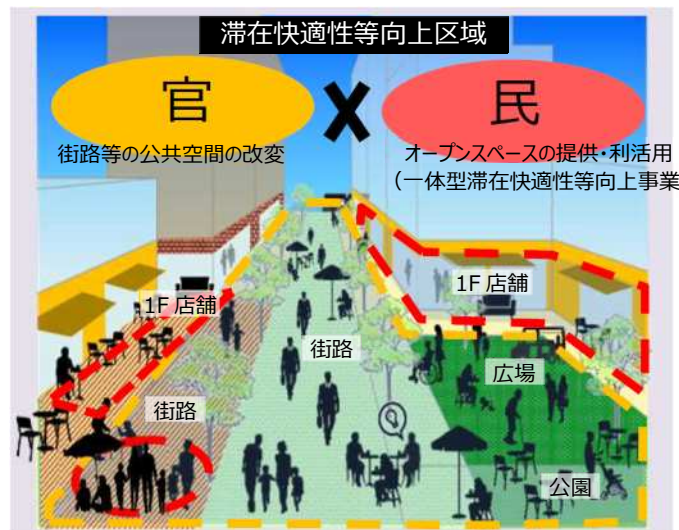 滞在快適性等向上区域
官
X
民
街路等の公共空間の改変
オープンスペースの提供・利活用
(一体型滞在快適性等向上事業
1F 店舗
1F 店舗
街路
広場
街路
公園